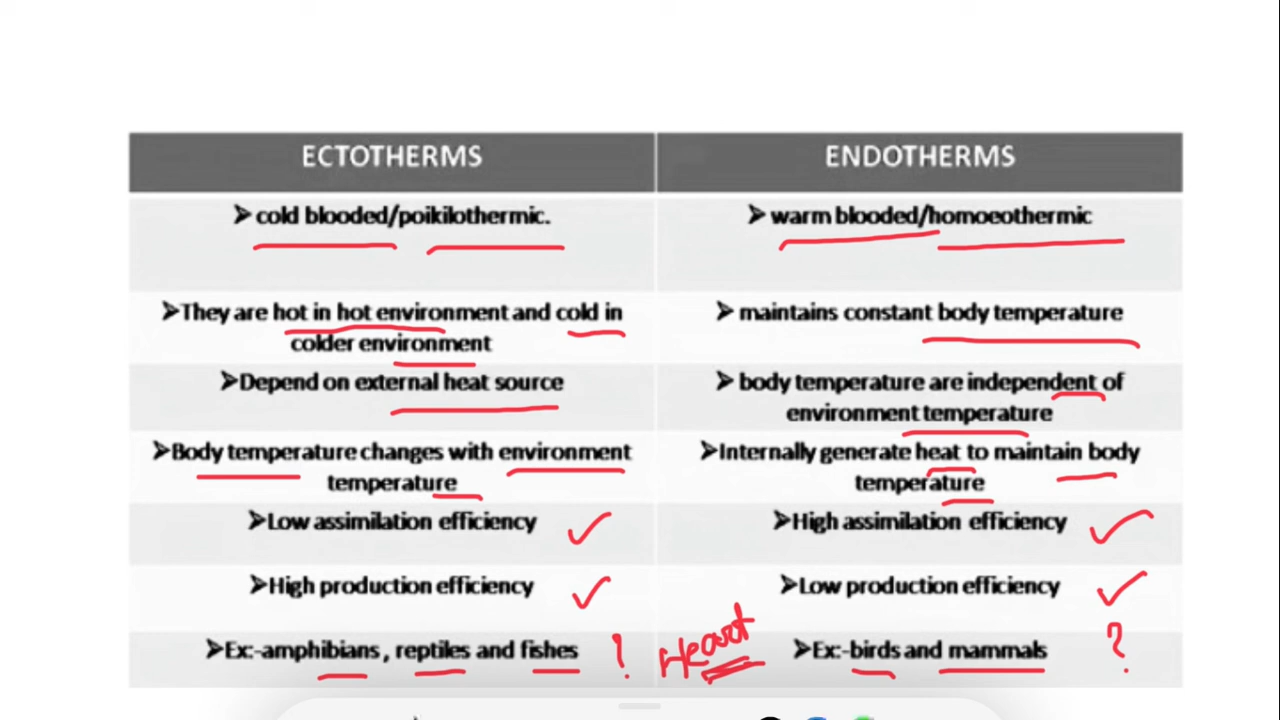 ECTOTHERMS ENDOTHERMS
➤cold blooded/poikilothermic. ➤warm blooded/homoeothermic
➤They are hot in hot environment and cold in ➤maintains constant body temperature
colder environment
➤Depend on external heat source ➤body temperature are independent of
environment temperature
➤Body temperature changes with environment ➤Internally generate heat to maintain body
temperature temperature
➤Low assimilation efficiency ➤High assimilation efficiency
➤High production efficiency ➤Low production efficiency
➤Ex:-amphibians, reptiles and fishes ? Heart ➤Ex:-birds and mammals ?